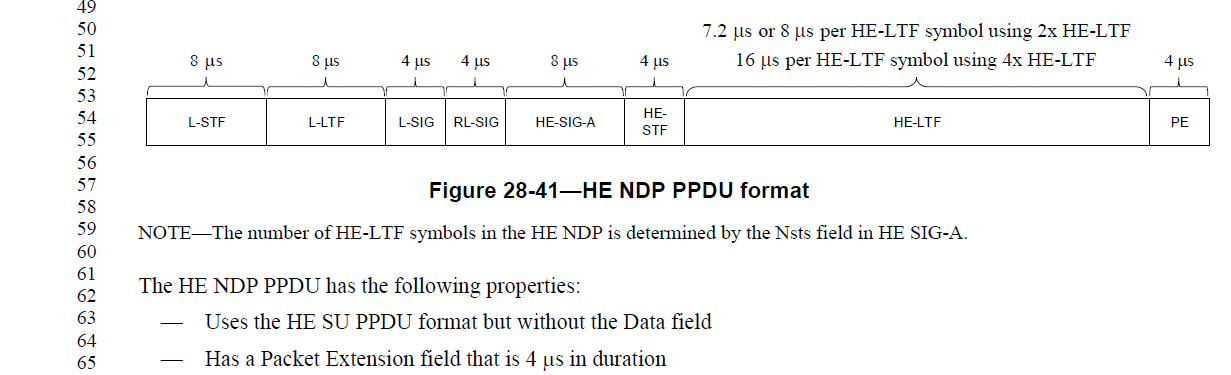 49
50
51
52
53
54
55
56
57
58
59
60
61
62
63
64
65
7.2 μs or 8 μs per HE-LTF symbol using 2x HE-LTF
8 μs 8 μs 4 μs 4 μs 8 μs 4 μs 16 μs per HE-LTF symbol using 4x HE-LTF 4 μs
L-STF L-LTF L-SIG RL-SIG HE-SIG-A HE-STF HE-LTF PE
Figure 28-41—HE NDP PPDU format
NOTE—The number of HE-LTF symbols in the HE NDP is determined by the Nsts field in HE SIG-A.
The HE NDP PPDU has the following properties:
— Uses the HE SU PPDU format but without the Data field
— Has a Packet Extension field that is 4 μs in duration